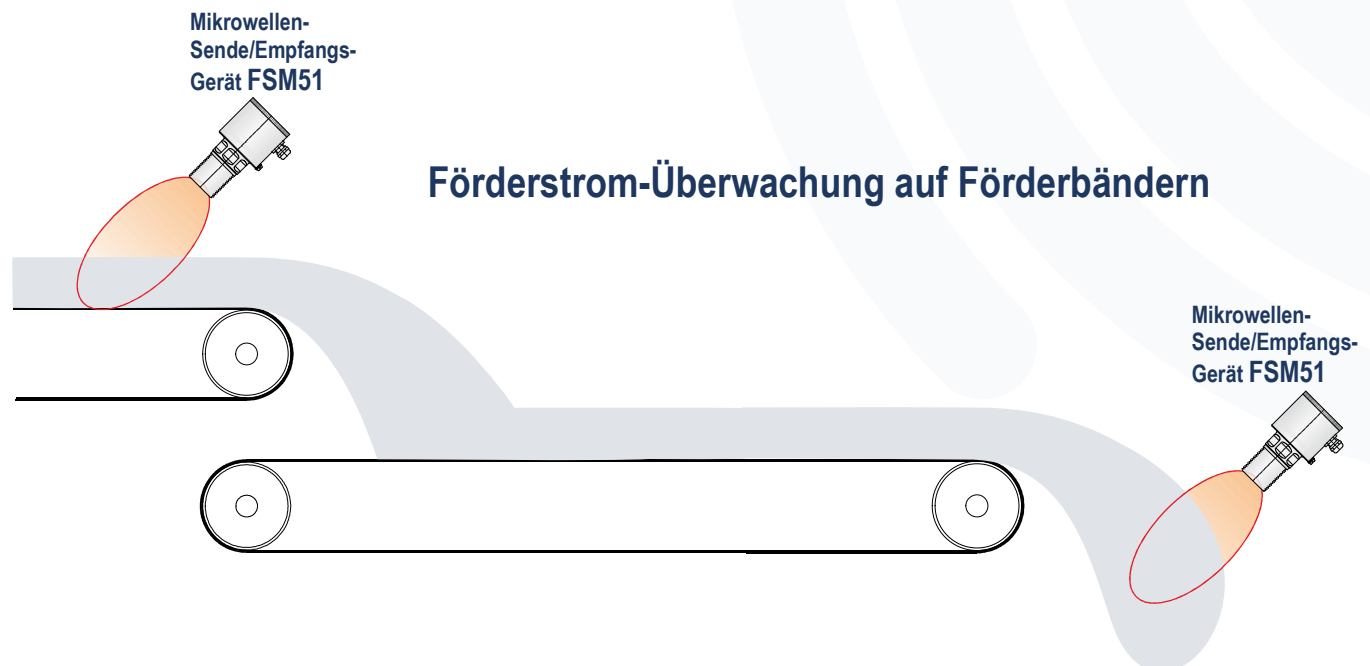 Mikrowellen-
Sende/Empfangs-
Gerät FSM51
Förderstrom-Überwachung auf Förderbändern
Mikrowellen-
Sende/Empfangs-
Gerät FSM51